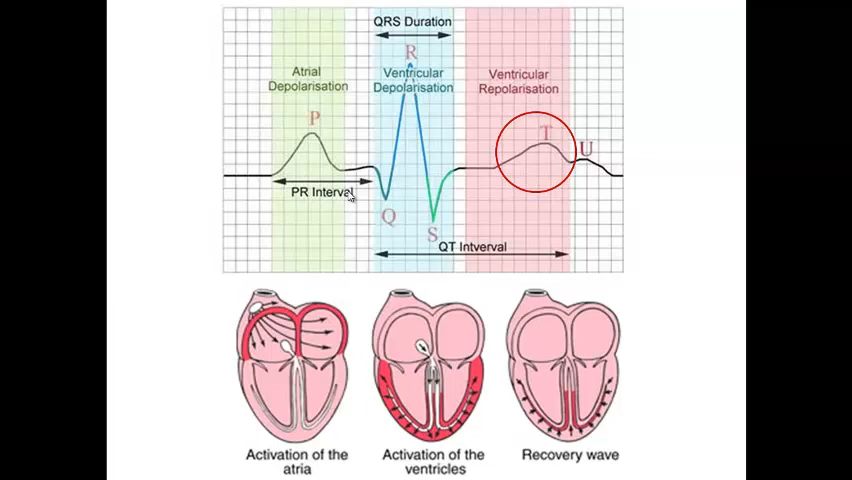 QRS Duration
R
Atrial
Depolarisation
Ventricular
Depolarisation
Ventricular
Repolarisation
P
T
U
PR Interval
Q
S
QT Intverval
Activation of the
atria
Activation of the
ventricles
Recovery wave